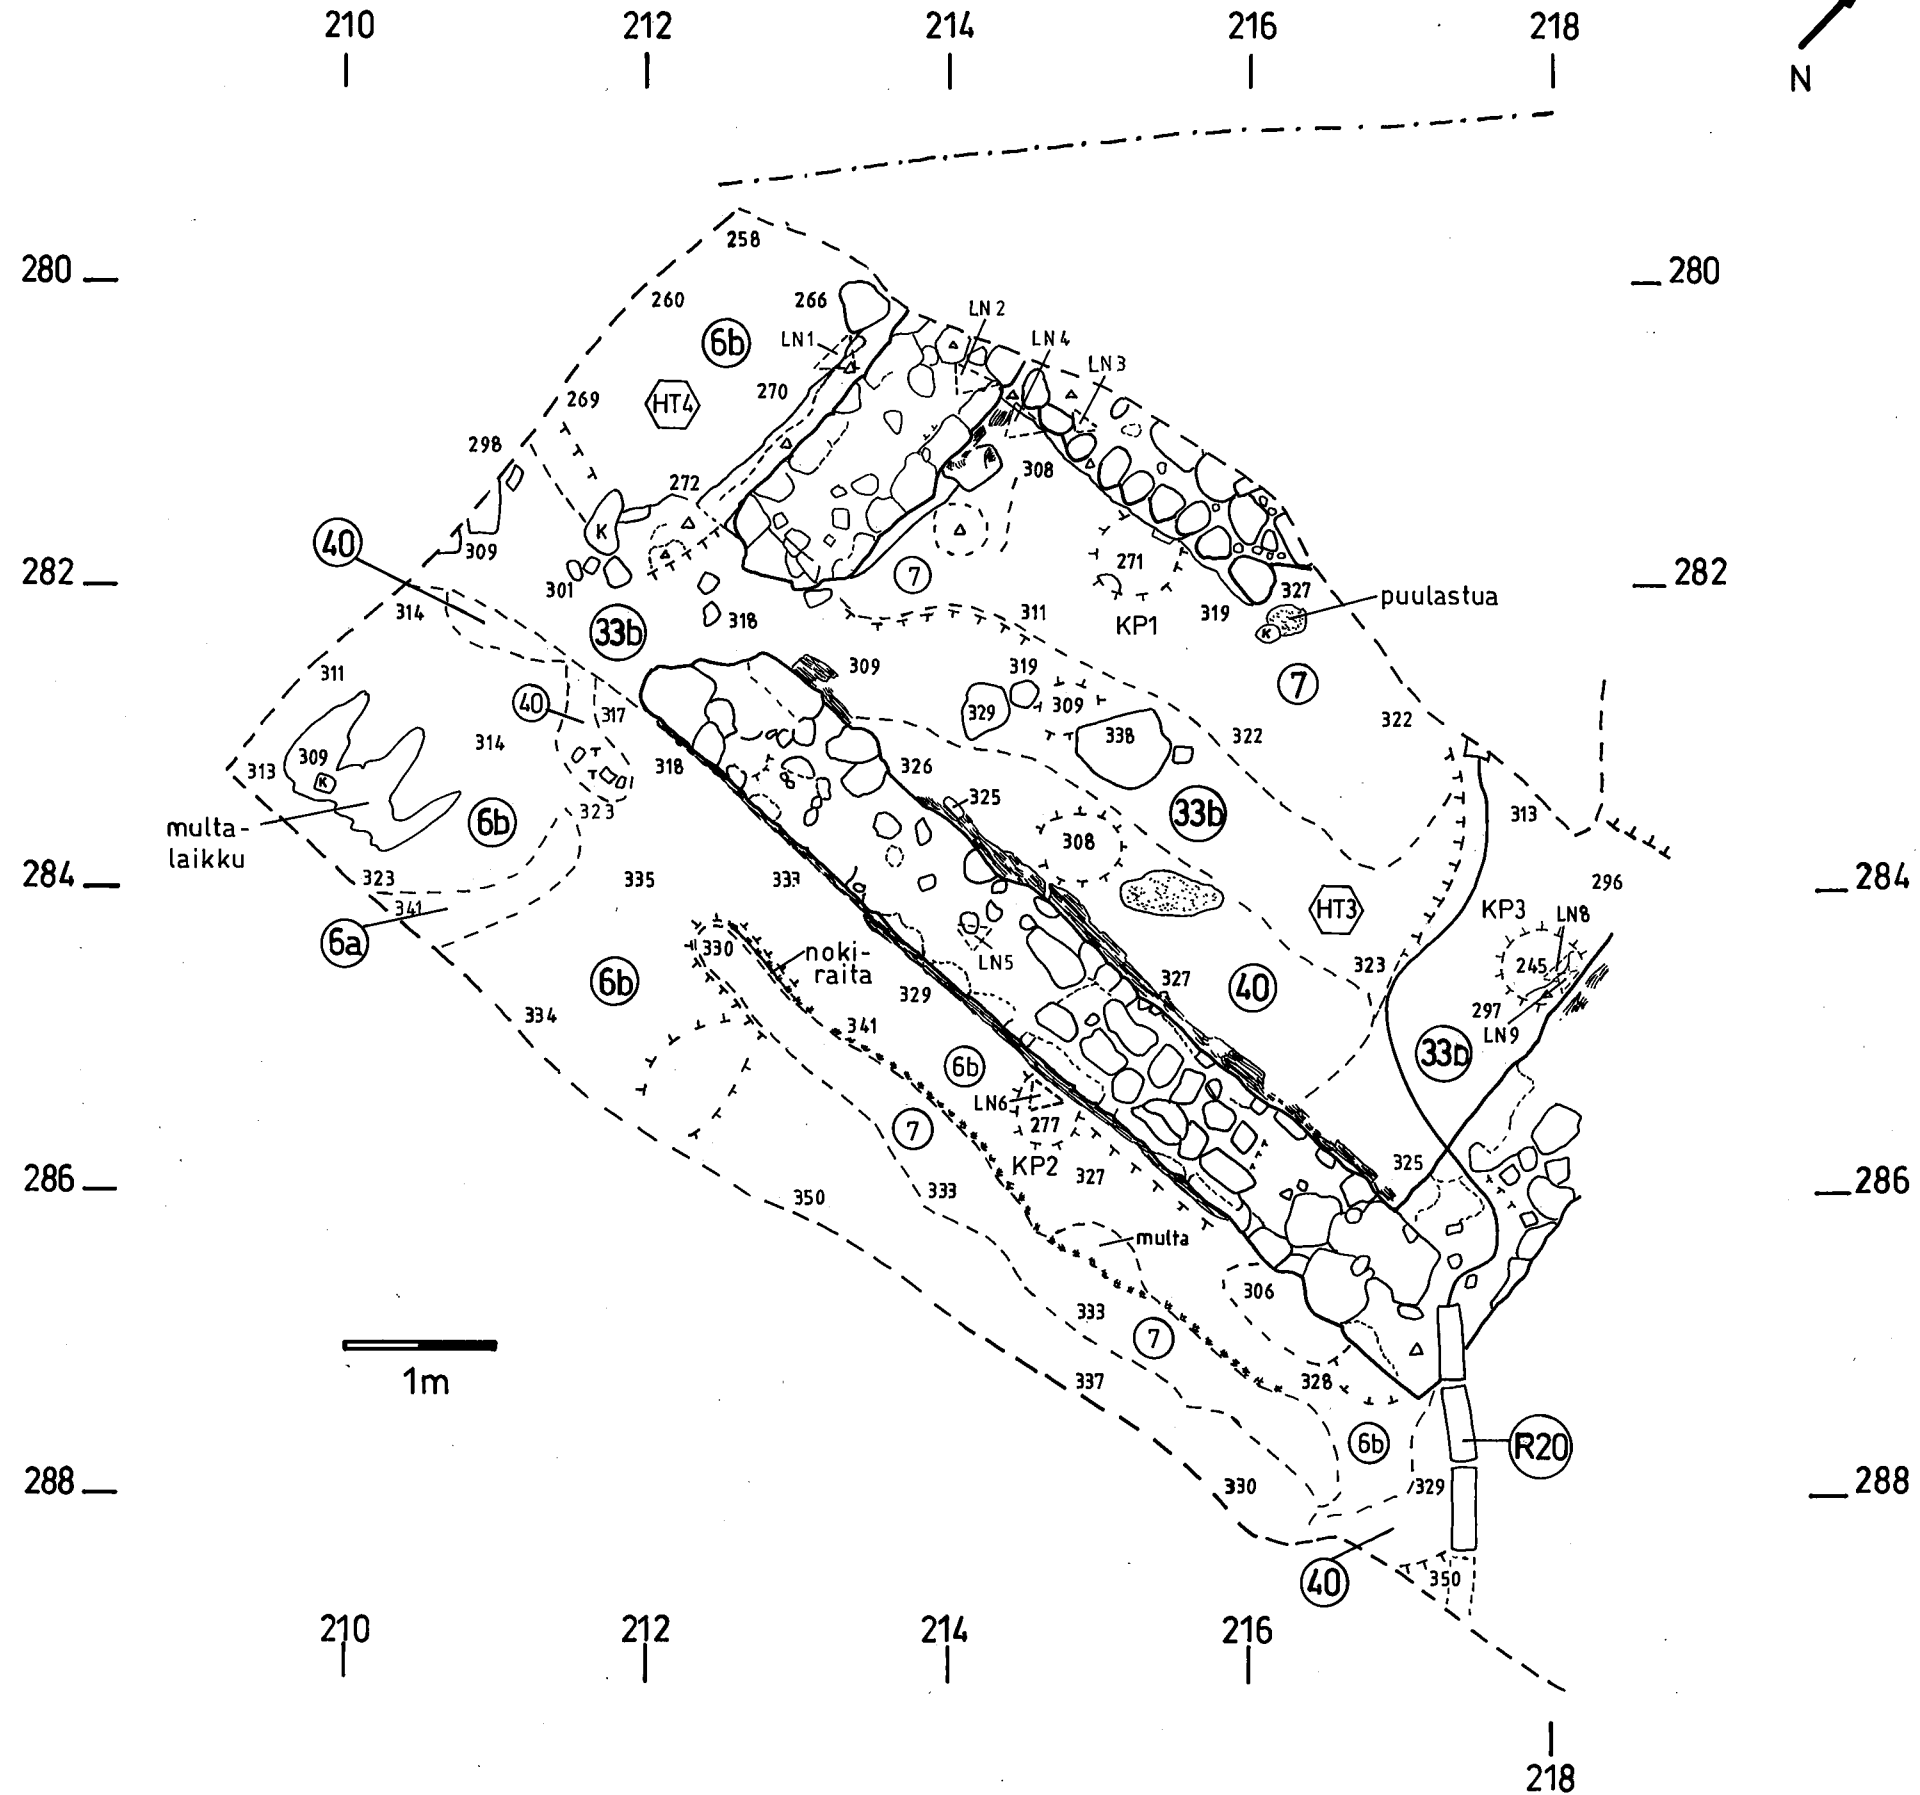 210 212 214 216 218
N
280 280
258
260 266
LN2
6b
LN1 LN4
LN3
HT4 270
269
298
308
272
K
40
309 271
282 7 282
301 327
314 puulastua
33b 318 311 KP1 319
K
311 309 319
7
40 317 329 309 322
338 322
314
309
313 318 326
K
325 33b 313
323
multa-
laikku
6b
308
284 323 335 333 284
296
341 HT3 KP3 LN8
6a
330 noki-
raita
LN5 327 323 245
6b 40
329
334 341 297
LN9
33b
6b
LN6
7 277
KP2 325
286 327 286
333
350
multa
306
333
7
337 328
6b R20
288 330 329 288
40 350
1m
210 212 214 216
218